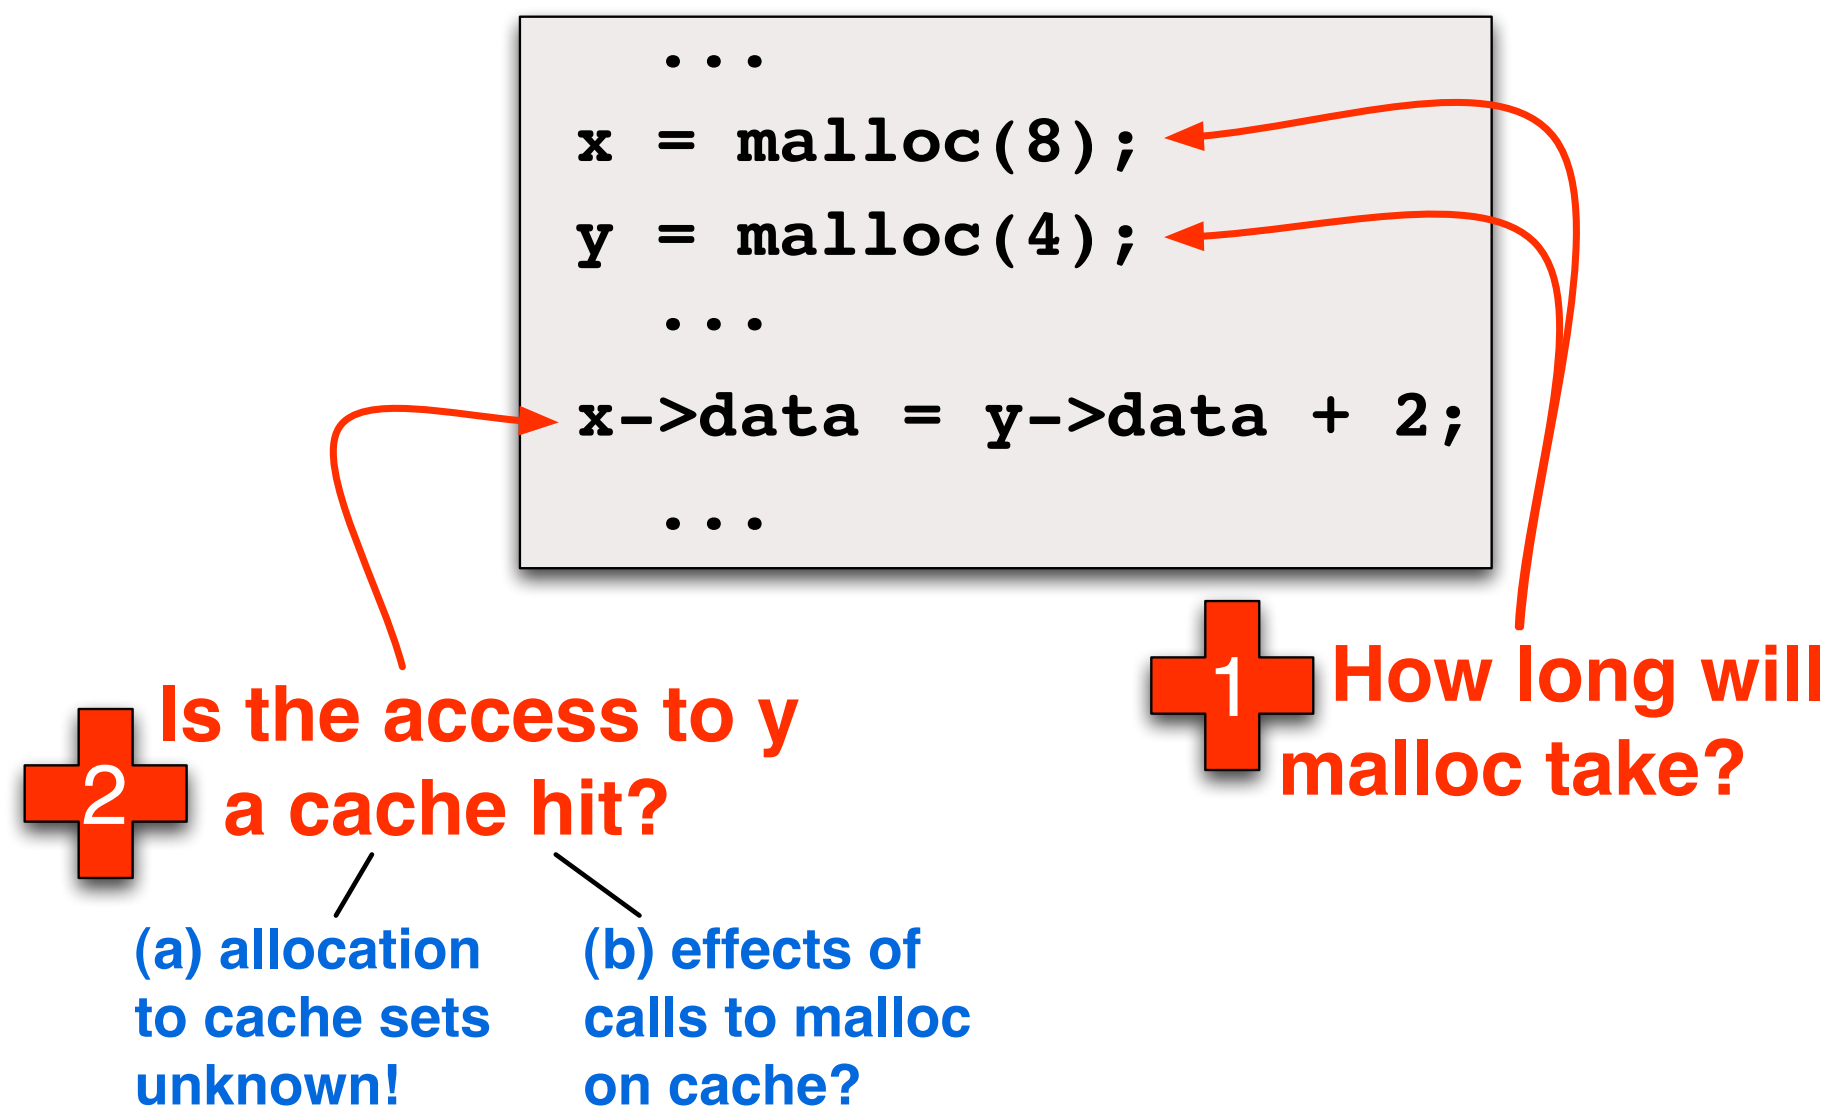 ...
x = malloc(8);
y = malloc(4);
...
x->data = y->data + 2;
...
1
How long will
malloc take?
2
Is the access to y
a cache hit?
(a) allocation
to cache sets
unknown!
(b) effects of
calls to malloc
on cache?